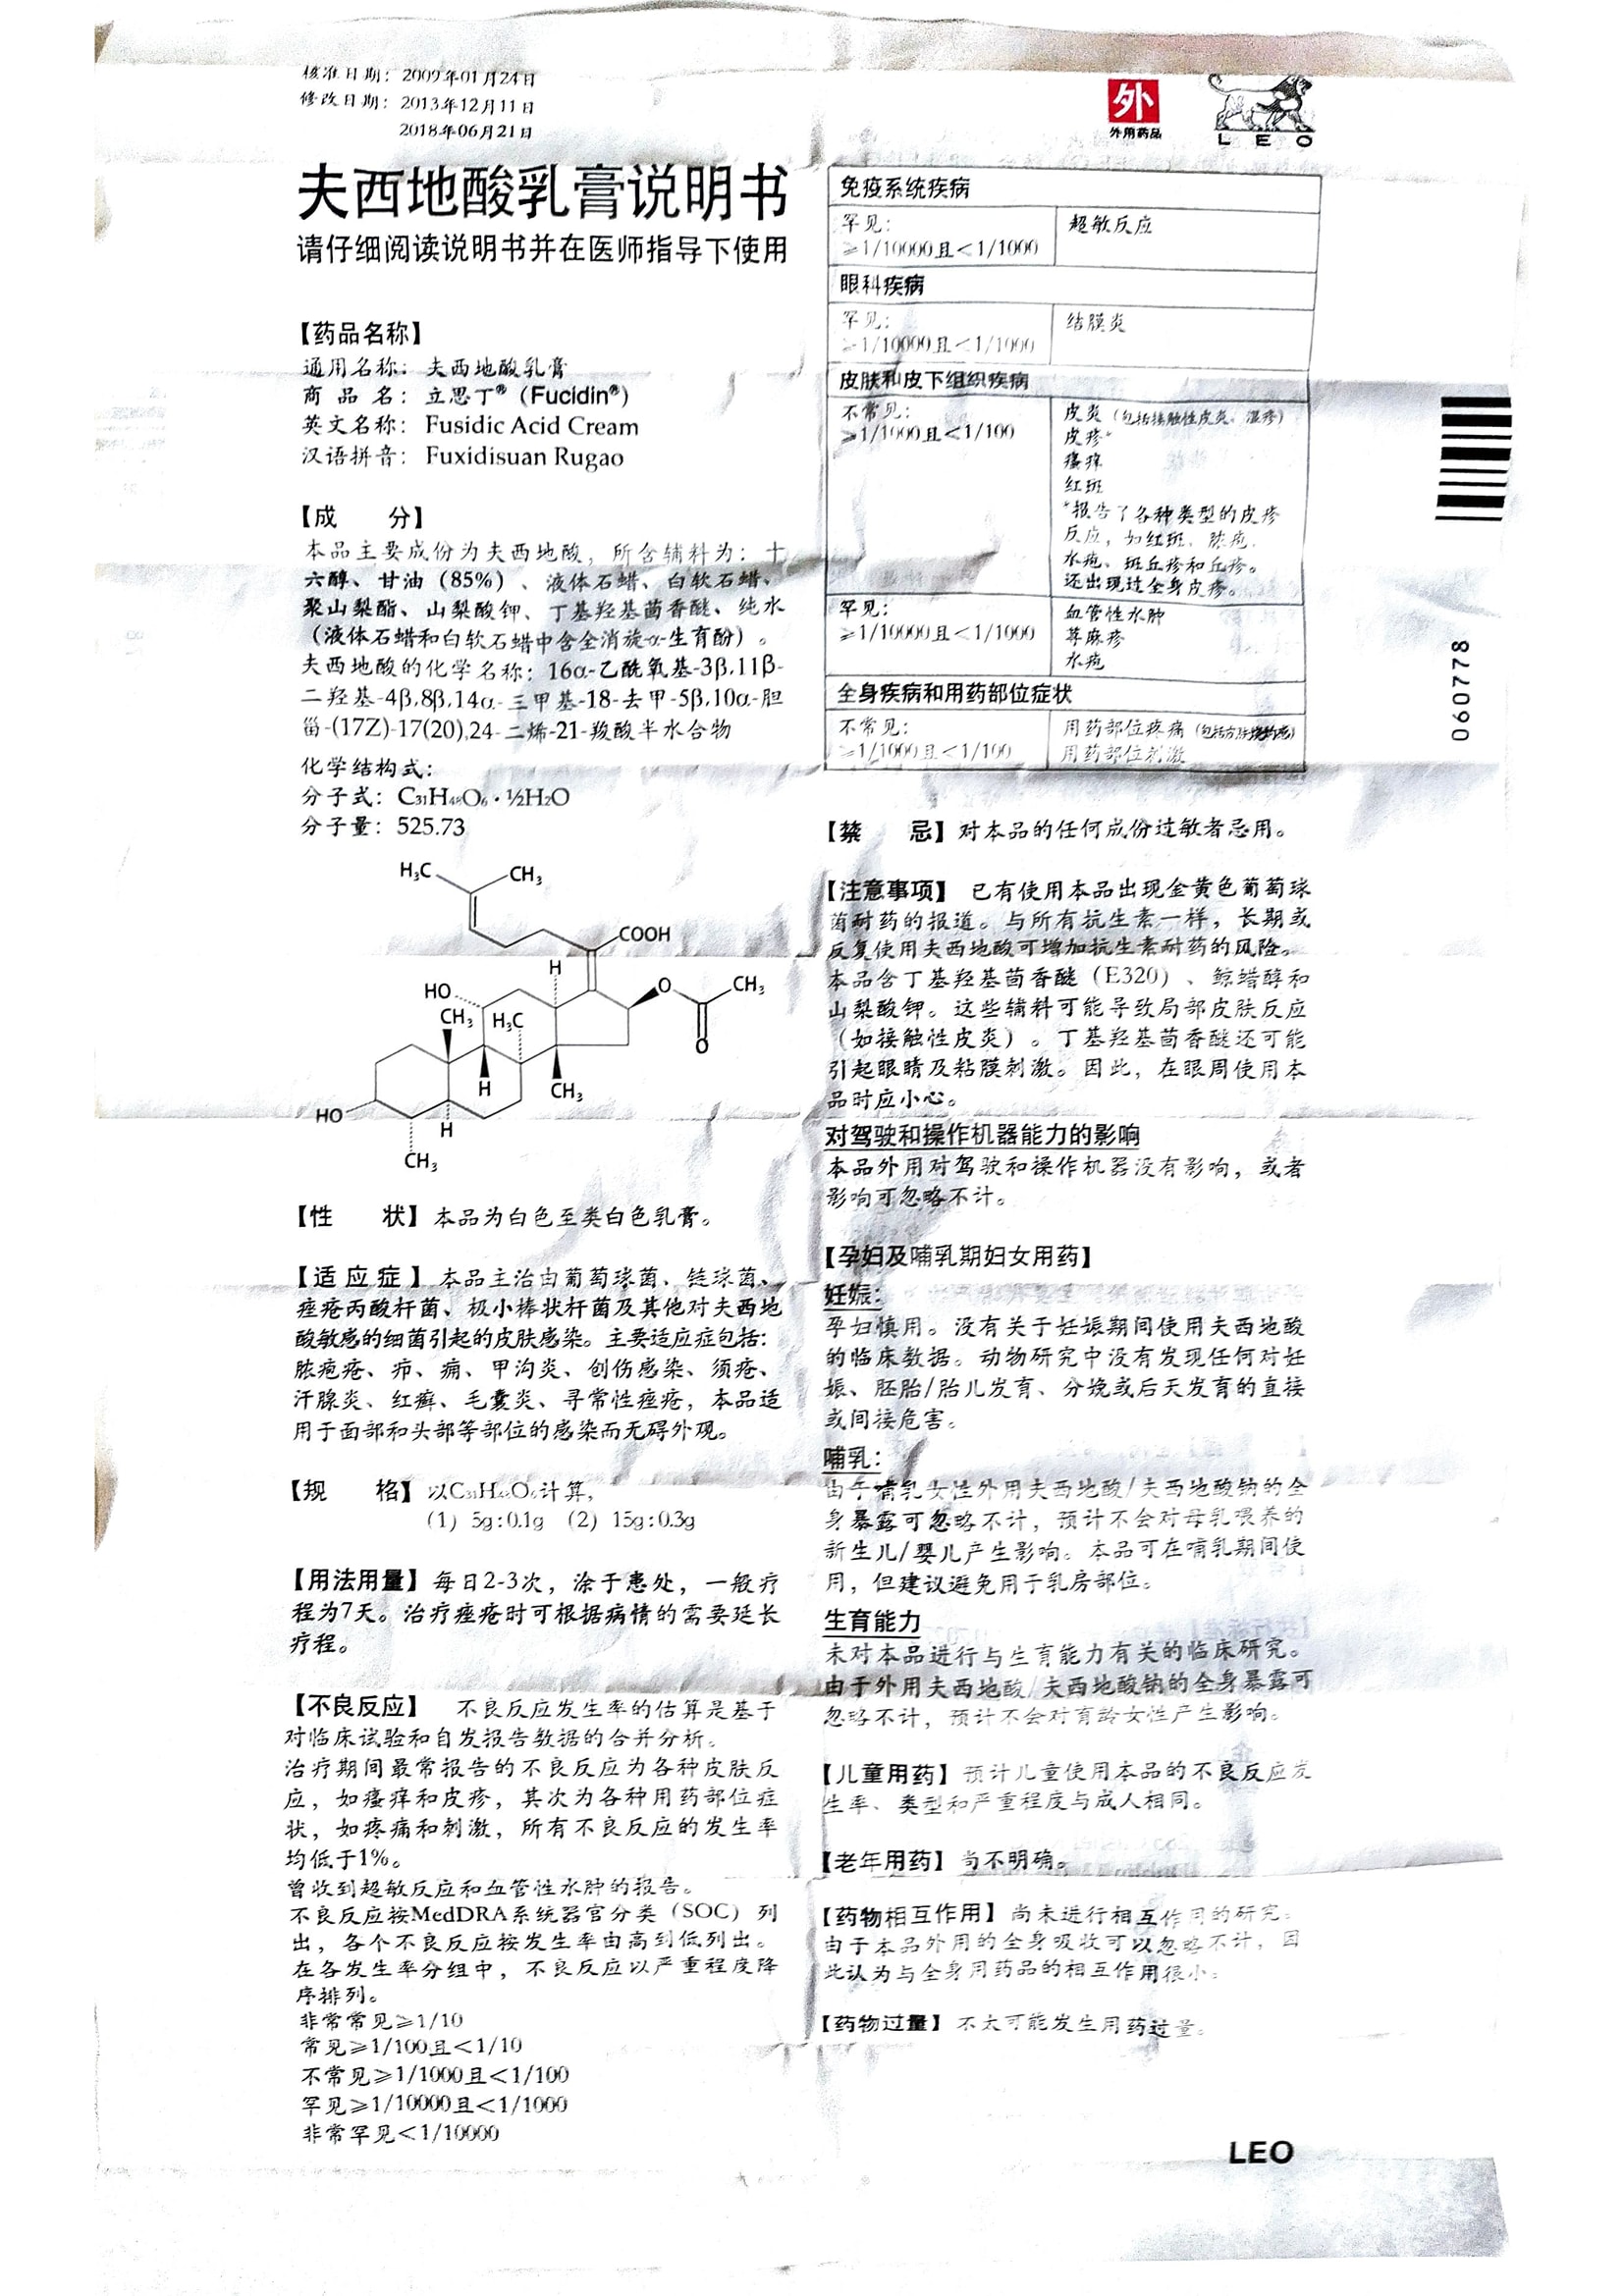 核准日期：2009年01月24日
修改日期：2013年12月11日
2018年06月21日
外
外用药品
LEO
夫西地酸乳膏说明书
请仔细阅读说明书并在医师指导下使用
【药品名称】
通用名称：夫西地酸乳膏
商 品 名：立思丁®（Fucidin®）
英文名称：Fusidic Acid Cream
汉语拼音：Fuxidisuan Rugao
【成 分】
本品主要成份为夫西地酸，所含辅料为：十
六醇、甘油（85%）、液体石蜡、白软石蜡、
聚山梨酯、山梨酸钾、丁基羟基茴香醚、纯水
（液体石蜡和白软石蜡中含全消旋-α-生育酚）。
夫西地酸的化学名称：16α-乙酰氧基-3β,11β-
二羟基-4β,8β,14α-三甲基-18-去甲-5β,10α-胆
甾-(17Z)-17(20),24-二烯-21-羧酸半水合物
化学结构式：
分子式：C₃₁H₄₈O₆·½H₂O
分子量：525.73
H₃C CH₃
COOH
H
HO O CH₃
CH₃ H₃C
O
H CH₃
HO
H
CH₃
【性 状】本品为白色至类白色乳膏。
【适应症】本品主治由葡萄球菌、链球菌、
痤疮丙酸杆菌、极小棒状杆菌及其他对夫西地
酸敏感的细菌引起的皮肤感染。主要适应症包括：
脓疱疮、疖、痈、甲沟炎、创伤感染、须疮、
汗腺炎、红癣、毛囊炎、寻常性痤疮，本品适
用于面部和头部等部位的感染而无碍外观。
【规 格】以C₃₁H₄₈O₆计算，
（1）5g:0.1g （2）15g:0.3g
【用法用量】每日2-3次，涂于患处，一般疗
程为7天。治疗痤疮时可根据病情的需要延长
疗程。
【不良反应】 不良反应发生率的估算是基于
对临床试验和自发报告数据的合并分析。
治疗期间最常报告的不良反应为各种皮肤反
应，如瘙痒和皮疹，其次为各种用药部位症
状，如疼痛和刺激，所有不良反应的发生率
均低于1%。
曾收到超敏反应和血管性水肿的报告。
不良反应按MedDRA系统器官分类（SOC）列
出，各个不良反应按发生率由高到低列出。
在各发生率分组中，不良反应以严重程度降
序排列。
非常常见≥1/10
常见≥1/100且<1/10
不常见≥1/1000且<1/100
罕见≥1/10000且<1/1000
非常罕见<1/10000
免疫系统疾病
罕见： 超敏反应
≥1/10000且<1/1000
眼科疾病
罕见： 结膜炎
≥1/10000且<1/1000
皮肤和皮下组织疾病
不常见： 皮炎（包括接触性皮炎、湿疹）
≥1/1000且<1/100 皮疹*
瘙痒
红斑
*报告了各种类型的皮疹
反应，如红斑、脓疱、
水疱、斑丘疹和丘疹。
还出现过全身皮疹。
罕见： 血管性水肿
≥1/10000且<1/1000 荨麻疹
水疱
全身疾病和用药部位症状
不常见： 用药部位疼痛
≥1/1000且<1/100 用药部位刺激
【禁 忌】对本品的任何成份过敏者忌用。
【注意事项】 已有使用本品出现金黄色葡萄球
菌耐药的报道。与所有抗生素一样，长期或
反复使用夫西地酸可增加抗生素耐药的风险。
本品含丁基羟基茴香醚（E320）、鲸蜡醇和
山梨酸钾。这些辅料可能导致局部皮肤反应
（如接触性皮炎）。丁基羟基茴香醚还可能
引起眼睛及粘膜刺激。因此，在眼周使用本
品时应小心。
对驾驶和操作机器能力的影响
本品外用对驾驶和操作机器没有影响，或者
影响可忽略不计。
【孕妇及哺乳期妇女用药】
妊娠：
孕妇慎用。没有关于妊娠期间使用夫西地酸
的临床数据。动物研究中没有发现任何对妊
娠、胚胎/胎儿发育、分娩或后天发育的直接
或间接危害。
哺乳：
由于哺乳女性外用夫西地酸/夫西地酸钠的全
身暴露可忽略不计，预计不会对母乳喂养的
新生儿/婴儿产生影响。本品可在哺乳期间使
用，但建议避免用于乳房部位。
生育能力
未对本品进行与生育能力有关的临床研究。
由于外用夫西地酸/夫西地酸钠的全身暴露可
忽略不计，预计不会对育龄女性产生影响。
【儿童用药】预计儿童使用本品的不良反应发
生率、类型和严重程度与成人相同。
【老年用药】尚不明确。
【药物相互作用】尚未进行相互作用的研究。
由于本品外用的全身吸收可以忽略不计，因
此认为与全身用药品的相互作用很小。
【药物过量】不太可能发生用药过量。
LEO
060778